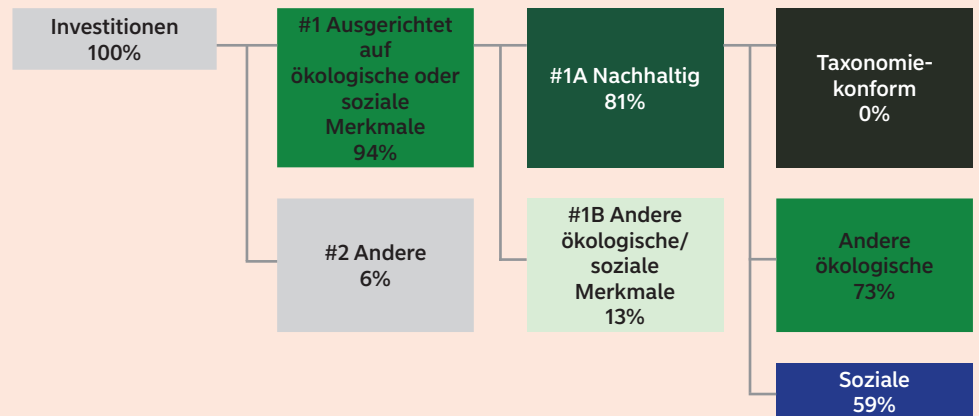 Investitionen
100%
#1 Ausgerichtet
auf
ökologische oder
soziale
Merkmale
94%
#2 Andere
6%
#1A Nachhaltig
81%
#1B Andere
ökologische/
soziale
Merkmale
13%
Taxonomie-
konform
0%
Andere
ökologische
73%
Soziale
59%